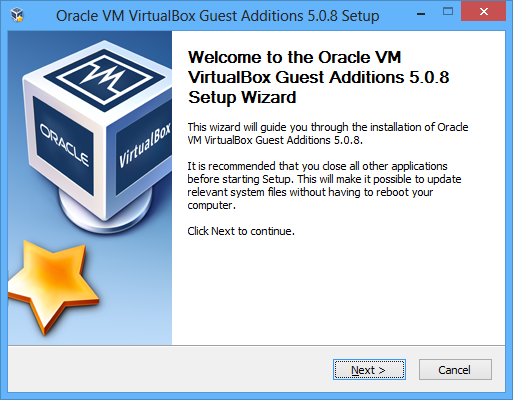 Oracle VM VirtualBox Guest Additions 5.0.8 Setup
ORACLE
VirtualBox
Welcome to the Oracle VM
VirtualBox Guest Additions 5.0.8
Setup Wizard
This wizard will guide you through the installation of Oracle
VM VirtualBox Guest Additions 5.0.8.
It is recommended that you close all other applications
before starting Setup. This will make it possible to update
relevant system files without having to reboot your
computer.
Click Next to continue.
Next >
Cancel